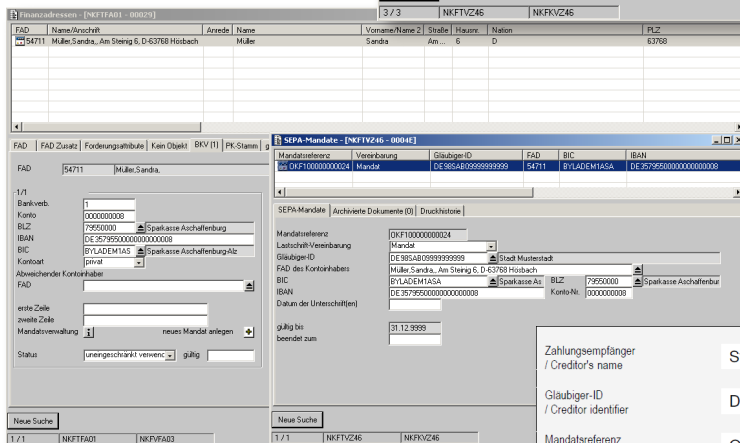 3 / 3 NKFTVZ46 NKFKVZ46
Finanzadressen - [NKFTFA01 - 00029]
FAD Name/Anschrift Anrede Name Vorname/Name 2 Straße Hausnr. Nation PLZ
54711 Müller,Sandra,, Am Steinig 6, D-63768 Hösbach Müller Sandra Am ... 6 D 63768
FAD FAD Zusatz Forderungsattribute Kein Objekt BKV (1) PK-Stamm
FAD 54711 Müller,Sandra,
1/1
Bankverb. 1
Konto 0000000008
BLZ 79550000 Sparkasse Aschaffenburg
IBAN DE35795500000000000008
BIC BYLADEM1AS Sparkasse Aschaffenburg-Alz
Kontoart privat
Abweichender Kontoinhaber
FAD
erste Zeile
zweite Zeile
Mandatsverwaltung neues Mandat anlegen
Status uneingeschränkt verwenc gültig
Neue Suche
1 / 1 NKFTFA01 NKFVFA03
SEPA-Mandate - [NKFTVZ46 - 0004E]
Mandatsreferenz Vereinbarung Gläubiger-ID FAD BIC IBAN
OKF100000000024 Mandat DE98SAB09999999999 54711 BYLADEM1ASA DE35795500000000000008
SEPA-Mandate Archivierte Dokumente (0) Druckhistorie
Mandatsreferenz OKF100000000024
Lastschrift-Vereinbarung Mandat
Gläubiger-ID DE98SAB09999999999 Stadt Musterstadt
FAD des Kontoinhabers Müller,Sandra,, Am Steinig 6, D-63768 Hösbach
BIC BYLADEM1ASA Sparkasse As BLZ 79550000 Sparkasse Aschaffenbur
IBAN DE35795500000000000008 Konto-Nr. 0000000008
Datum der Unterschrift(en)
gültig bis 31.12.9999
beendet zum
Neue Suche
1 / 1 NKFTVZ46 NKFKVZ46
Zahlungsempfänger
/ Creditor's name
Gläubiger-ID
/ Creditor identifier
Mandatsreferenz